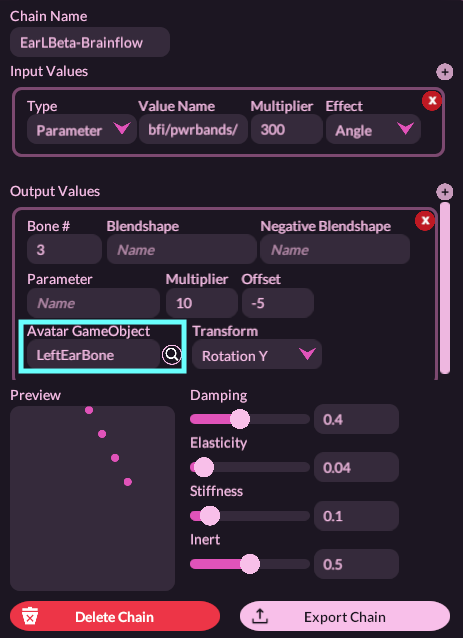 Chain Name
EarLBeta-Brainflow
Input Values
Type Value Name Multiplier Effect
Parameter bfi/pwrbands/ 300 Angle
Output Values
Bone # Blendshape Negative Blendshape
3 Name Name
Parameter Multiplier Offset
Name 10 -5
Avatar GameObject Transform
LeftEarBone Rotation Y
Preview Damping
0.4
Elasticity
0.04
Stiffness
0.1
Inert
0.5
Delete Chain Export Chain